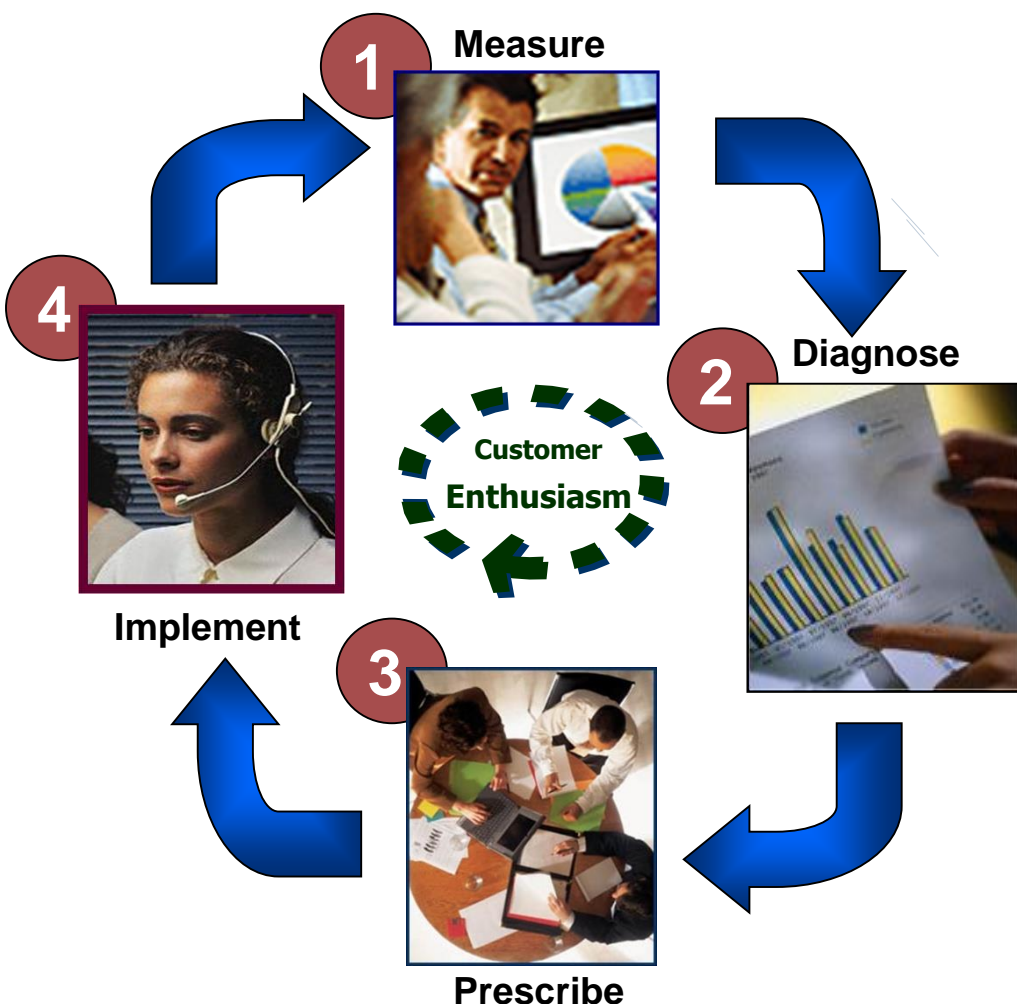 1
Measure
2
Diagnose
3
Prescribe
4
Implement
Customer
Enthusiasm